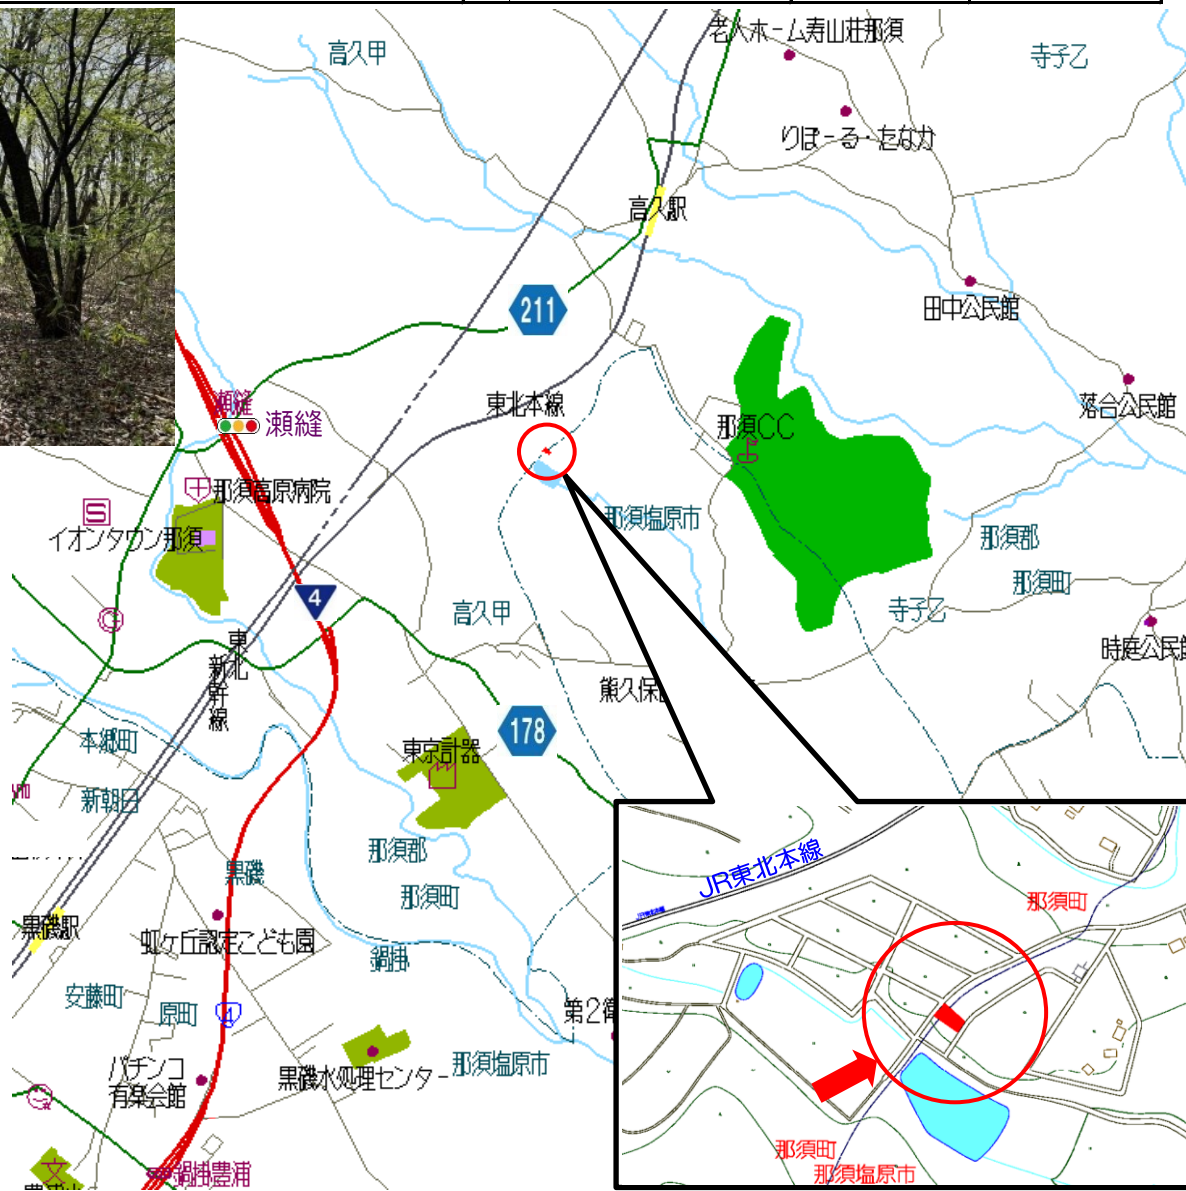 老人ホーム寿山荘那須
高久甲
寺子乙
りぽーる・たなか
高久駅
211
田中公民館
東北本線
落合公民館
瀬縫
瀬縫
那須CC
那須高原病院
S
イオンタウン那須
那須塩原市
那須郡
那須町
4
高久甲
寺子乙
東北
新幹線
時庭公民館
熊久保
178
本郷町
東京計器
新朝日
那須郡
JR東北本線
黒磯
那須町
那須町
黒磯駅
虹ヶ丘認定こども園
鍋掛
安藤町
原町
4
第2
パチンコ
有楽会館
黒磯水処理センター
那須塩原市
那須町
那須塩原市
文
鍋掛豊浦